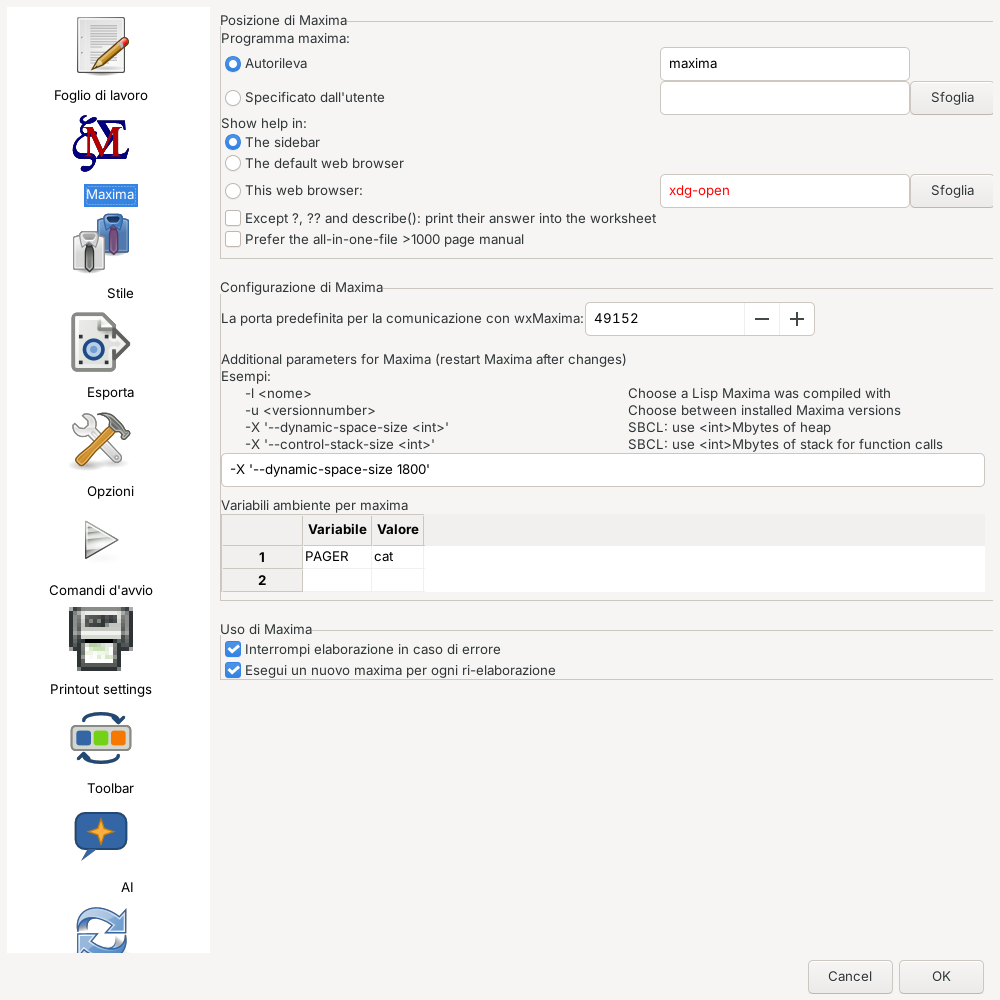 Foglio di lavoro
Maxima
Stile
Esporta
Opzioni
Comandi d'avvio
Printout settings
Toolbar
AI
Posizione di Maxima
Programma maxima:
Autorileva maxima
Specificato dall'utente Sfoglia
Show help in:
The sidebar
The default web browser
This web browser: xdg-open Sfoglia
Except ?, ?? and describe(): print their answer into the worksheet
Prefer the all-in-one-file >1000 page manual
Configurazione di Maxima
La porta predefinita per la comunicazione con wxMaxima: 49152
Additional parameters for Maxima (restart Maxima after changes)
Esempi:
-l <nome> Choose a Lisp Maxima was compiled with
-u <versionnumber> Choose between installed Maxima versions
-X '--dynamic-space-size <int>' SBCL: use <int>Mbytes of heap
-X '--control-stack-size <int>' SBCL: use <int>Mbytes of stack for function calls
-X '--dynamic-space-size 1800'
Variabili ambiente per maxima
Variabile Valore
1 PAGER cat
2
Uso di Maxima
Interrompi elaborazione in caso di errore
Esegui un nuovo maxima per ogni ri-elaborazione
Cancel OK